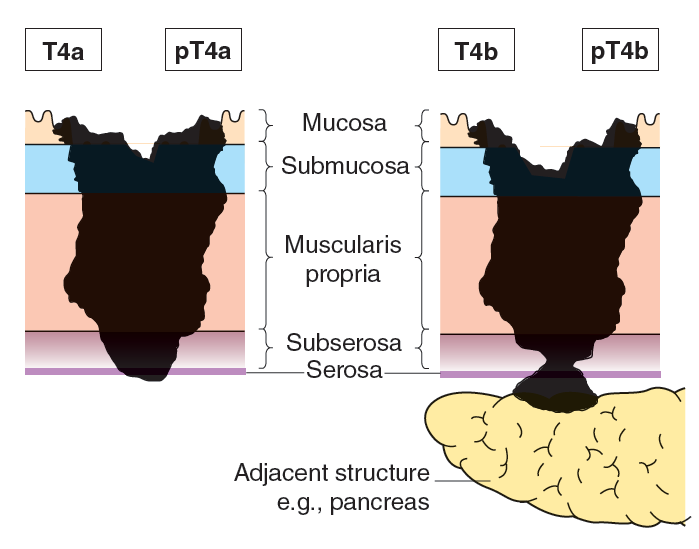 T4a
pT4a
T4b
pT4b
Mucosa
Submucosa
Muscularis
propria
Subserosa
Serosa
Adjacent structure
e.g., pancreas